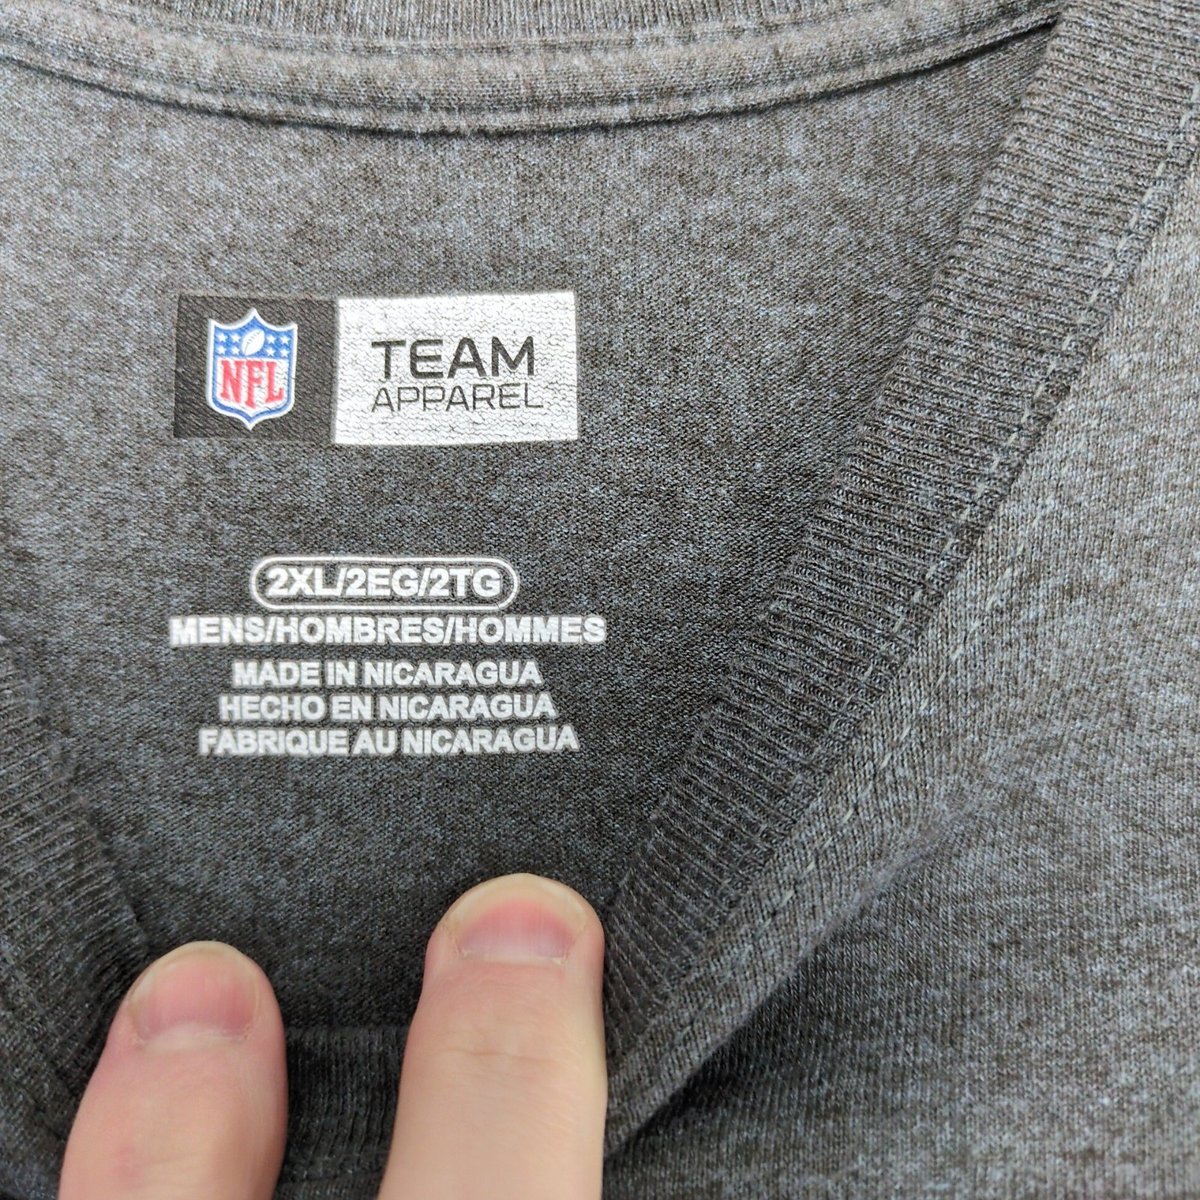 NFL
TEAM
APPAREL
2XL/2EG/2TG
MENS/HOMBRES/HOMMES
MADE IN NICARAGUA
HECHO EN NICARAGUA
FABRIQUE AU NICARAGUA